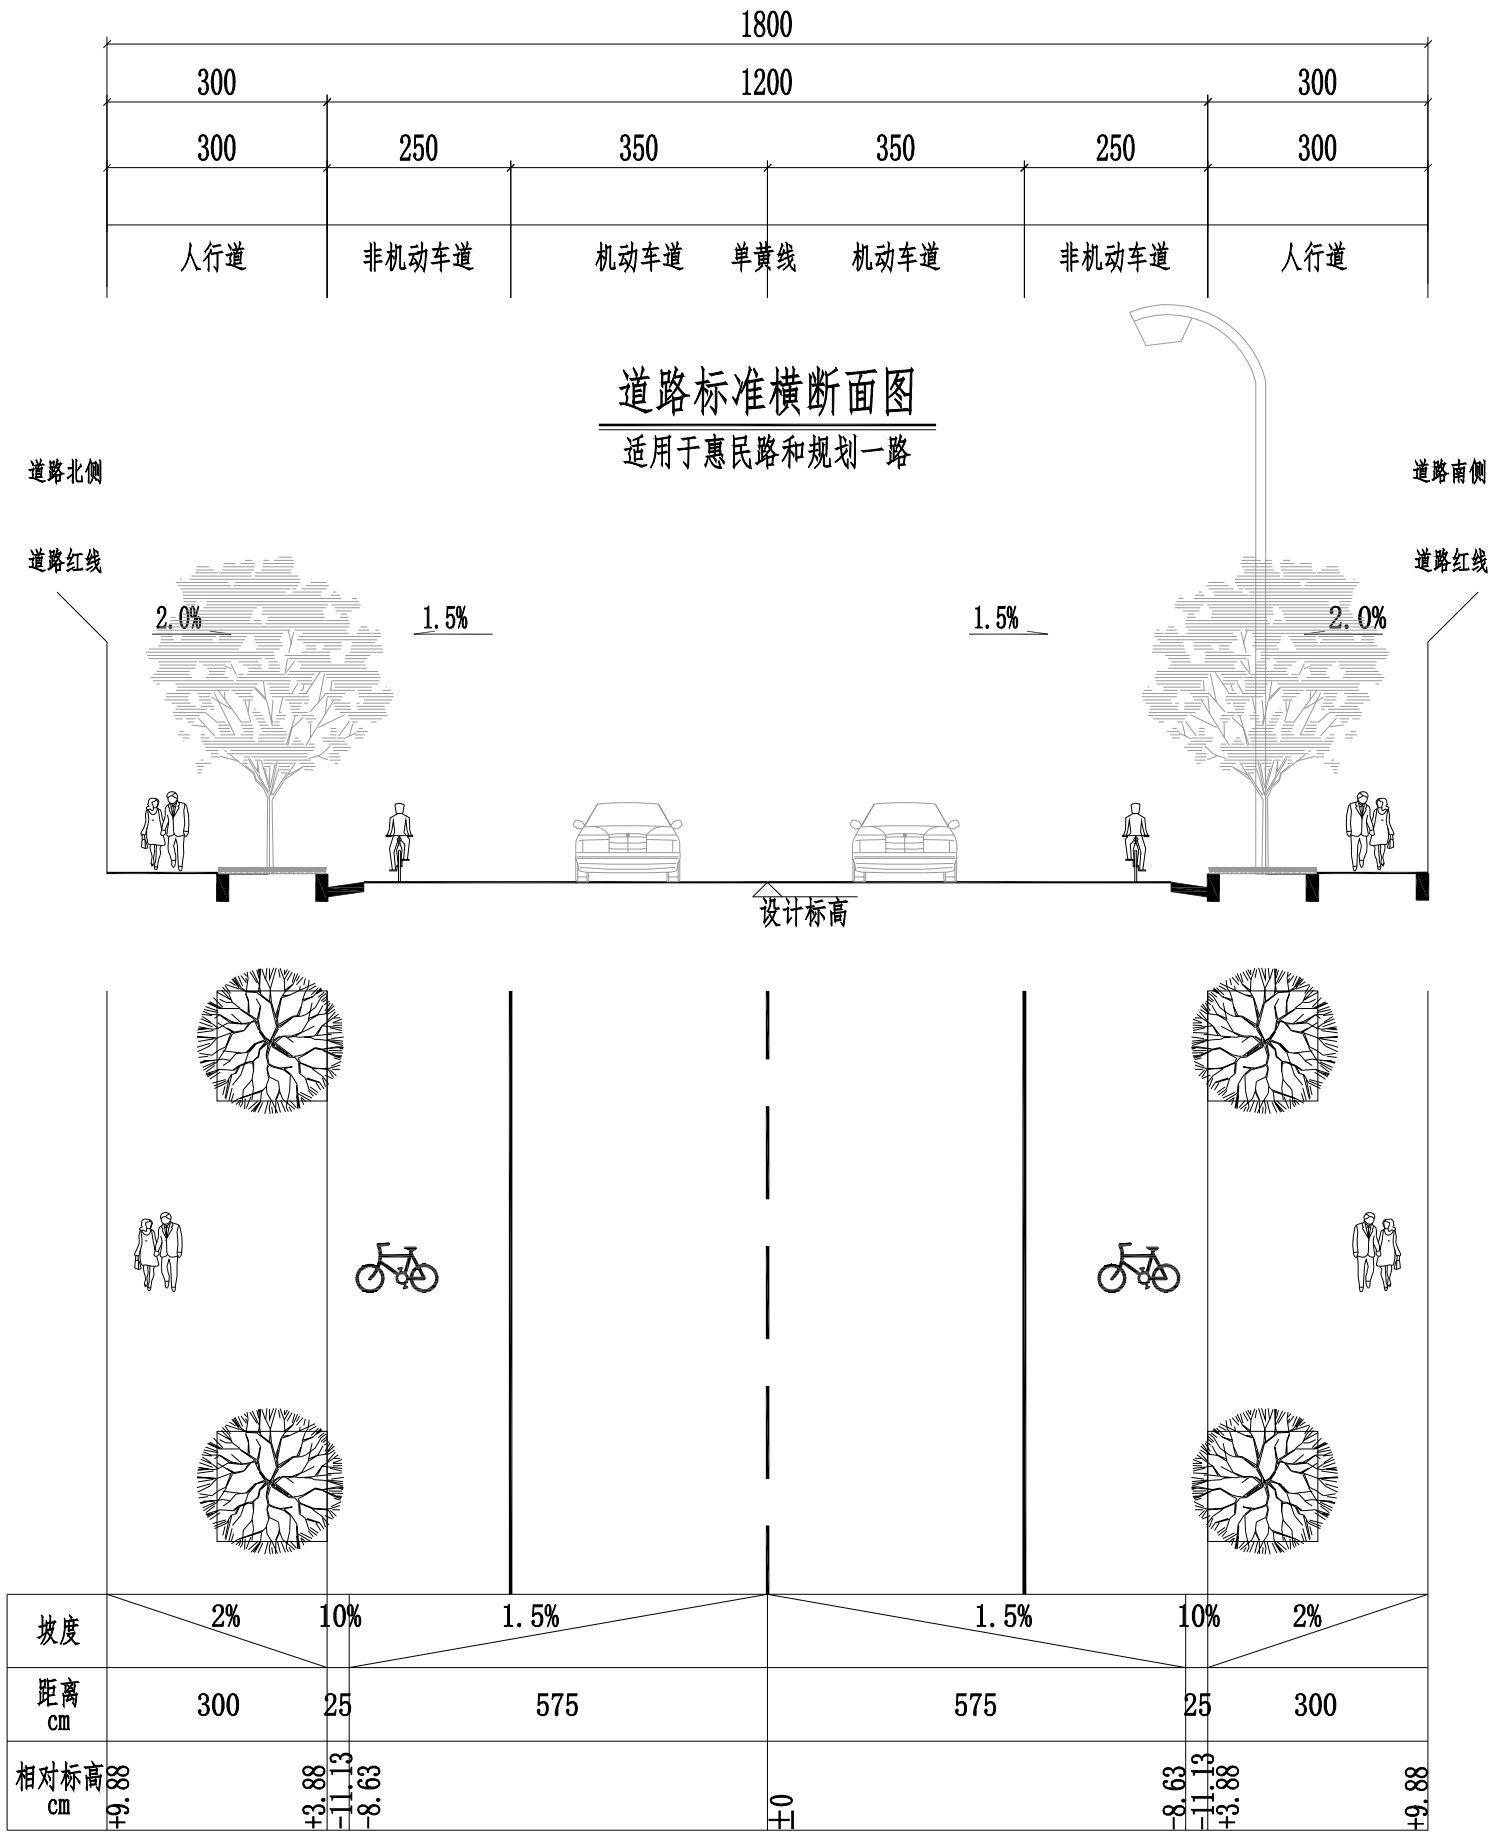 1800
300 1200 300
300 250 350 350 250 300
人行道 非机动车道 机动车道 单黄线 机动车道 非机动车道 人行道
道路标准横断面图
适用于惠民路和规划一路
道路北侧 道路南侧
道路红线 道路红线
2.0% 1.5% 1.5% 2.0%
设计标高
坡度 2% 10% 1.5% 1.5% 10% 2%
距离 300 25 575 575 25 300
cm
相对标高 +9.88 +3.88 -11.13 -8.63 ±0 -8.63 -11.13 +3.88 +9.88
cm